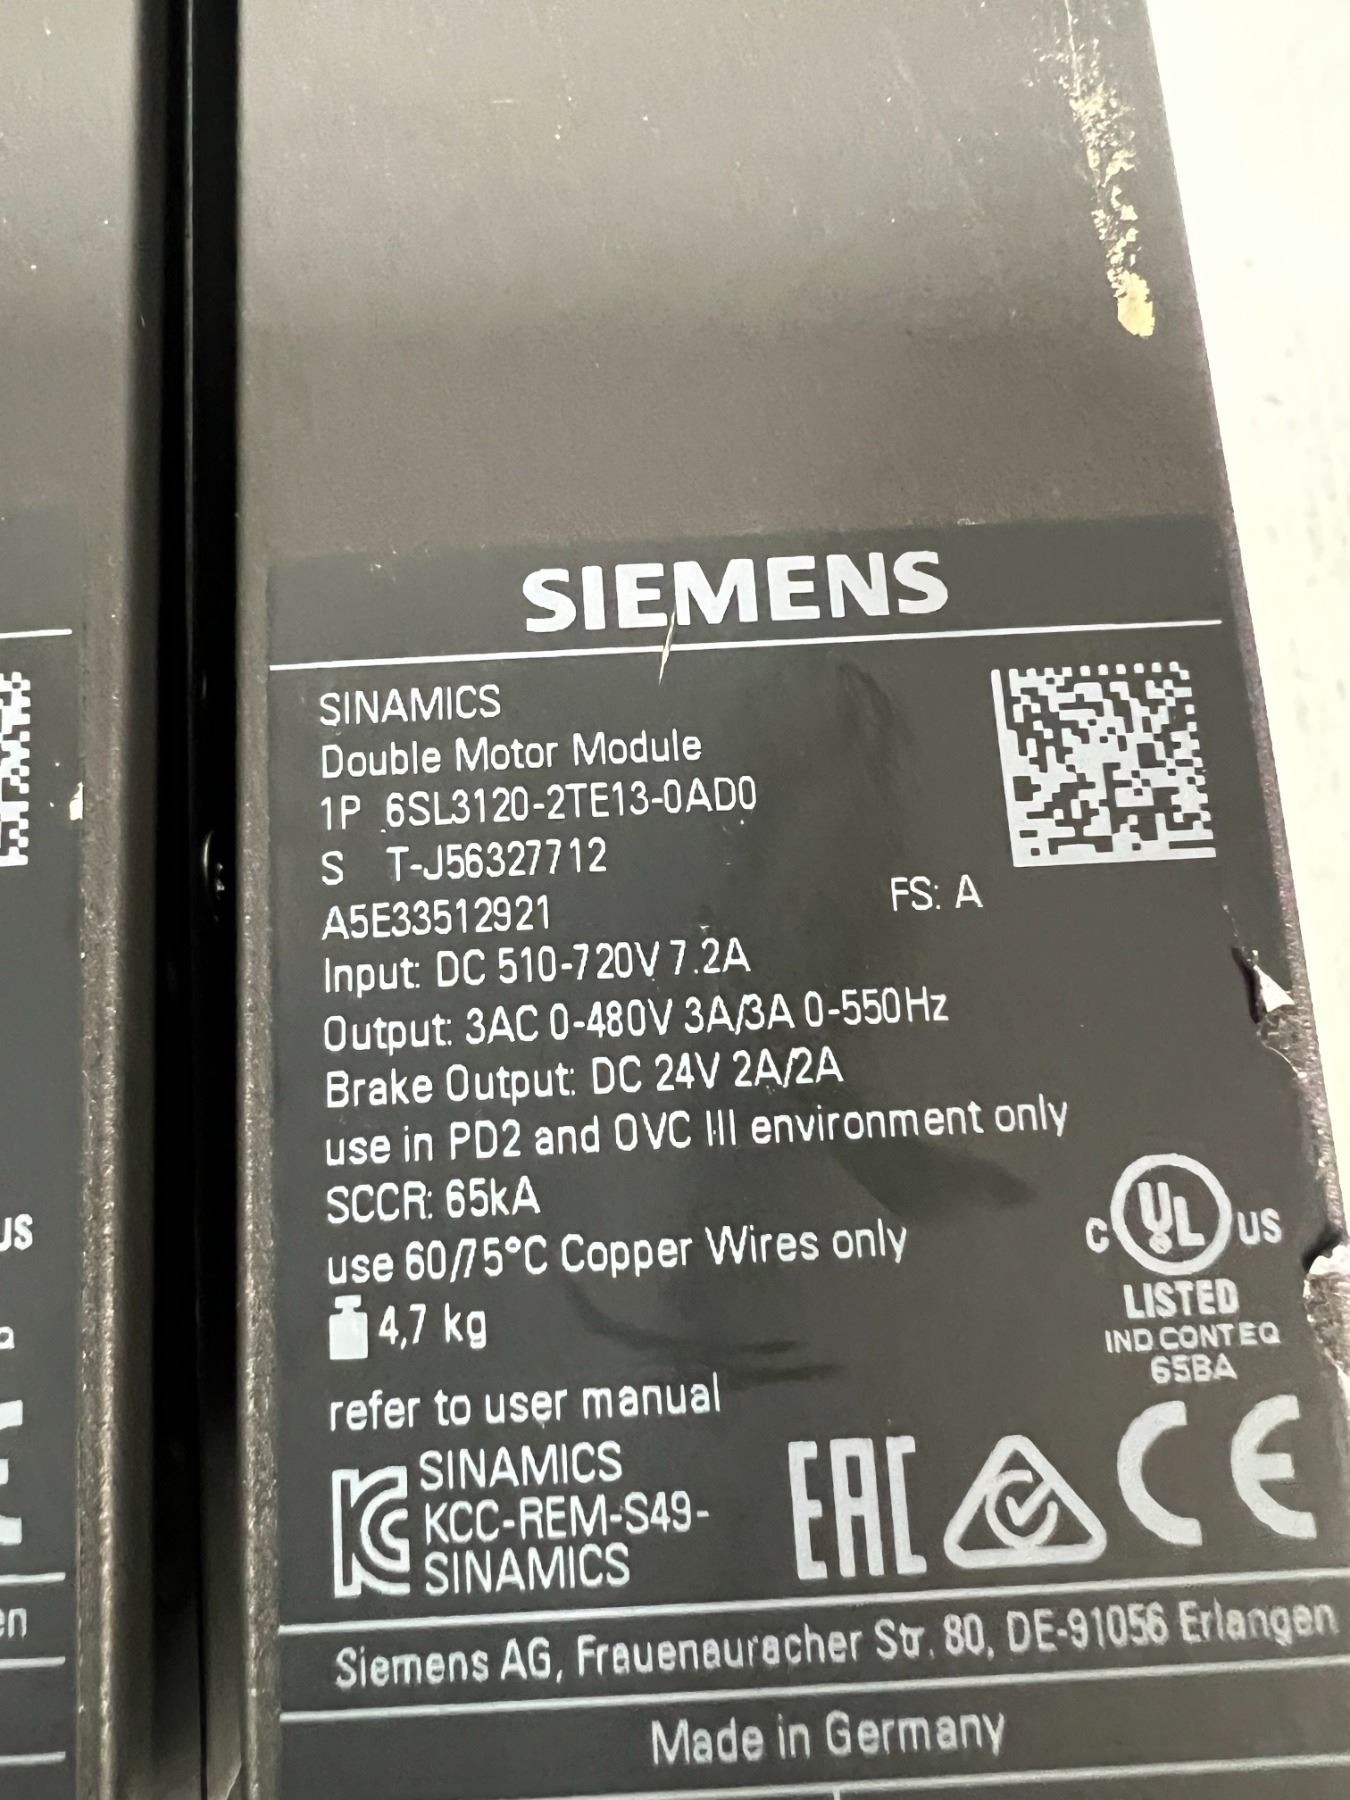 SIEMENS
SINAMICS
Double Motor Module
1P 6SL3120-2TE13-0AD0
S T-J56327712
A5E33512921
FS: A
Input: DC 510-720V 7.2A
Output: 3AC 0-480V 3A/3A 0-550Hz
Brake Output: DC 24V 2A/2A
use in PD2 and OVC I-III environment only
SCCR: 65kA
use 60/75°C Copper Wires only
4,7 kg
C UL US
LISTED
IND.CONT.EQ
65BA
refer to user manual
SINAMICS
KCC-REM-S49-
SINAMICS
EAC
CE
Siemens AG, Frauenauracher Str. 80, DE-91056 Erlangen
Made in Germany
US
en